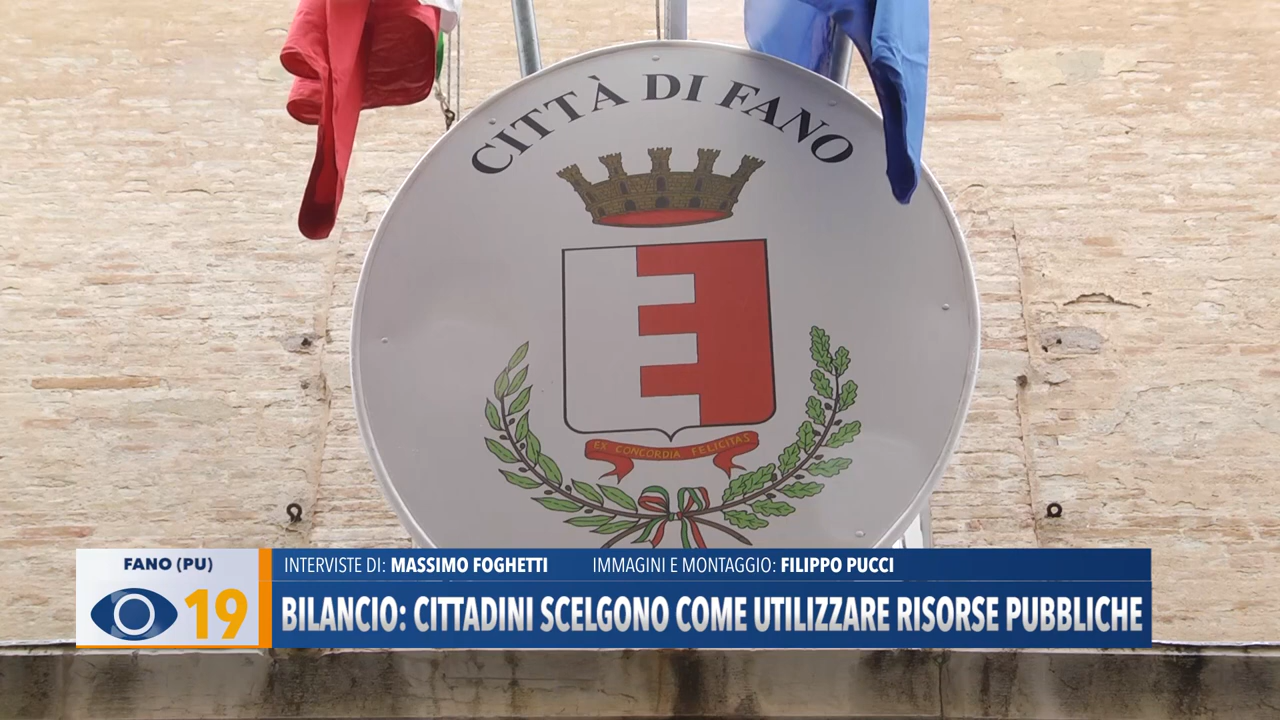 CITTÀ DI FANO
EX CONCORDIA FELICITAS
FANO (PU)
19
INTERVISTE DI: MASSIMO FOGHETTI IMMAGINI E MONTAGGIO: FILIPPO PUCCI
BILANCIO: CITTADINI SCELGONO COME UTILIZZARE RISORSE PUBBLICHE